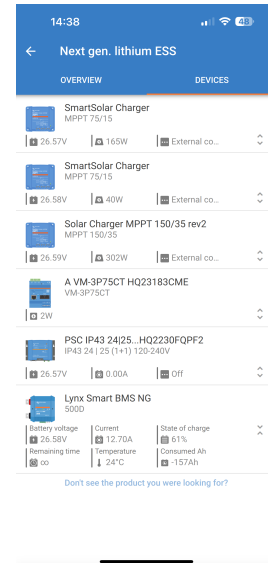 14:38
48
Next gen. lithium ESS
OVERVIEW DEVICES
SmartSolar Charger
MPPT 75/15
26.57V 165W External co...
SmartSolar Charger
MPPT 75/15
26.58V 40W External co...
Solar Charger MPPT 150/35 rev2
MPPT 150/35
26.59V 302W External co...
A VM-3P75CT HQ23183CME
VM-3P75CT
2W
PSC IP43 24|25...HQ2230FQPF2
IP43 24 | 25 (1+1) 120-240V
26.57V 0.00A Off
Lynx Smart BMS NG
500D
Battery voltage Current State of charge
26.58V 12.70A 61%
Remaining time Temperature Consumed Ah
∞ 24°C -157Ah
Don't see the product you were looking for?